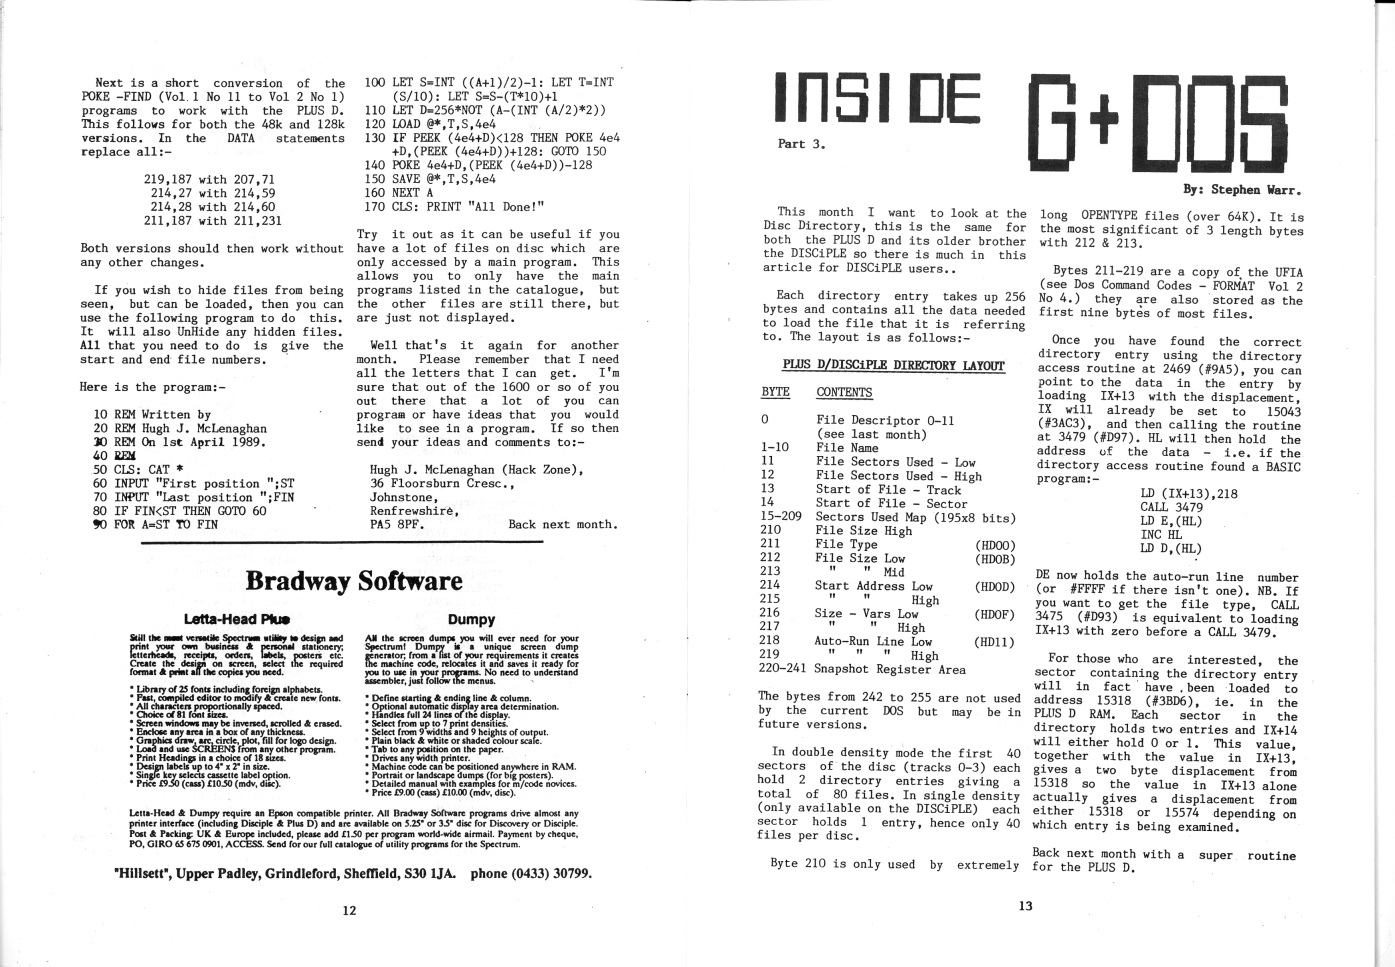 Next is a short conversion of the
POKE -FIND (Vol.1 No 11 to Vol 2 No 1)
programs to work with the PLUS D.
This follows for both the 48k and 128k
versions. In the DATA statements
replace all:-
219,187 with 207,71
214,27 with 214,59
214,28 with 214,60
211,187 with 211,231
Both versions should then work without
any other changes.
If you wish to hide files from being
seen, but can be loaded, then you can
use the following program to do this.
It will also UnHide any hidden files.
All that you need to do is give the
start and end file numbers.
Here is the program:-
10 REM Written by
20 REM Hugh J. McLenaghan
30 REM On 1st April 1989.
40 REM
50 CLS: CAT *
60 INPUT "First position ";ST
70 INPUT "Last position ";FIN
80 IF FIN<ST THEN GOTO 60
90 FOR A=ST TO FIN
100 LET S=INT ((A+1)/2)-1: LET T=INT
(S/10): LET S=S-(T*10)+1
110 LET D=256*NOT (A-(INT (A/2)*2))
120 LOAD @*,T,S,4e4
130 IF PEEK (4e4+D)<128 THEN POKE 4e4
+D,(PEEK (4e4+D))+128: GOTO 150
140 POKE 4e4+D,(PEEK (4e4+D))-128
150 SAVE @*,T,S,4e4
160 NEXT A
170 CLS: PRINT "All Done!"
Try it out as it can be useful if you
have a lot of files on disc which are
only accessed by a main program. This
allows you to only have the main
programs listed in the catalogue, but
the other files are still there, but
are just not displayed.
Well that's it again for another
month. Please remember that I need
all the letters that I can get. I'm
sure that out of the 1600 or so of you
out there that a lot of you can
program or have ideas that you would
like to see in a program. If so then
send your ideas and comments to:-
Hugh J. McLenaghan (Hack Zone),
36 Floorsburn Cresc.,
Johnstone,
Renfrewshire,
PA5 8PF. Back next month.
Bradway Software
Letta-Head Plus
Still the most versatile Spectrum utility to design and
print your own business & personal stationery;
letterheads, receipts, orders, labels, posters etc.
Create the design on screen, select the required
format & print all the copies you need.
* Library of 25 fonts including foreign alphabets.
* Fast, compiled editor to modify & create new fonts.
* All characters proportionally spaced.
* Choice of 81 font sizes.
* Screen windows may be inversed, scrolled & erased.
* Enclose any area in a box of any thickness.
* Graphics draw, arc, circle, plot, fill for logo design.
* Load and use SCREEN$ from any other program.
* Print Headings in a choice of 18 sizes.
* Design labels up to 4" x 2" in size.
* Single key selects cassette label option.
* Price £9.50 (cass) £10.50 (mdv, disc).
Dumpy
All the screen dumps you will ever need for your
Spectrum! Dumpy is a unique screen dump
generator; from a list of your requirements it creates
the machine code, relocates it and saves it ready for
you to use in your programs. No need to understand
assembler, just follow the menus.
* Define starting & ending line & column.
* Optional automatic display area determination.
* Handles full 24 lines of the display.
* Select from up to 7 print densities.
* Select from 9 widths and 9 heights of output.
* Plain black & white or shaded colour scale.
* Tab to any position on the paper.
* Drives any width printer.
* Machine code can be positioned anywhere in RAM.
* Portrait or landscape dumps (for big posters).
* Detailed manual with examples for m/code novices.
* Price £9.00 (cass) £10.00 (mdv, disc).
Letta-Head & Dumpy require an Epson compatible printer. All Bradway Software programs drive almost any
printer interface (including Disciple & Plus D) and are available on 5.25" or 3.5" disc for Discovery or Disciple.
Post & Packing: UK & Europe included, please add £1.50 per program world-wide airmail. Payment by cheque,
PO, GIRO 65 675 0901, ACCESS. Send for our full catalogue of utility programs for the Spectrum.
"Hillsett", Upper Padley, Grindleford, Sheffield, S30 1JA. phone (0433) 30799.
12
INSIDE G+DOS
Part 3.
By: Stephen Warr.
This month I want to look at the
Disc Directory, this is the same for
both the PLUS D and its older brother
the DISCiPLE so there is much in this
article for DISCiPLE users..
Each directory entry takes up 256
bytes and contains all the data needed
to load the file that it is referring
to. The layout is as follows:-
PLUS D/DISCiPLE DIRECTORY LAYOUT
BYTE CONTENTS
0 File Descriptor 0-11
(see last month)
1-10 File Name
11 File Sectors Used - Low
12 File Sectors Used - High
13 Start of File - Track
14 Start of File - Sector
15-209 Sectors Used Map (195x8 bits)
210 File Size High
211 File Type (HD00)
212 File Size Low (HD0B)
213 " " Mid
214 Start Address Low (HD0D)
215 " " High
216 Size - Vars Low (HD0F)
217 " " High
218 Auto-Run Line Low (HD11)
219 " " " High
220-241 Snapshot Register Area
The bytes from 242 to 255 are not used
by the current DOS but may be in
future versions.
In double density mode the first 40
sectors of the disc (tracks 0-3) each
hold 2 directory entries giving a
total of 80 files. In single density
(only available on the DISCiPLE) each
sector holds 1 entry, hence only 40
files per disc.
Byte 210 is only used by extremely
long OPENTYPE files (over 64K). It is
the most significant of 3 length bytes
with 212 & 213.
Bytes 211-219 are a copy of the UFIA
(see Dos Command Codes - FORMAT Vol 2
No 4.) they are also stored as the
first nine bytes of most files.
Once you have found the correct
directory entry using the directory
access routine at 2469 (#9A5), you can
point to the data in the entry by
loading IX+13 with the displacement,
IX will already be set to 15043
(#3AC3), and then calling the routine
at 3479 (#D97). HL will then hold the
address of the data - i.e. if the
directory access routine found a BASIC
program:-
LD (IX+13),218
CALL 3479
LD E,(HL)
INC HL
LD D,(HL)
DE now holds the auto-run line number
(or #FFFF if there isn't one). NB. If
you want to get the file type, CALL
3475 (#D93) is equivalent to loading
IX+13 with zero before a CALL 3479.
For those who are interested, the
sector containing the directory entry
will in fact have been loaded to
address 15318 (#3BD6), ie. in the
PLUS D RAM. Each sector in the
directory holds two entries and IX+14
will either hold 0 or 1. This value,
together with the value in IX+13,
gives a two byte displacement from
15318 so the value in IX+13 alone
actually gives a displacement from
either 15318 or 15574 depending on
which entry is being examined.
Back next month with a super routine
for the PLUS D.
13